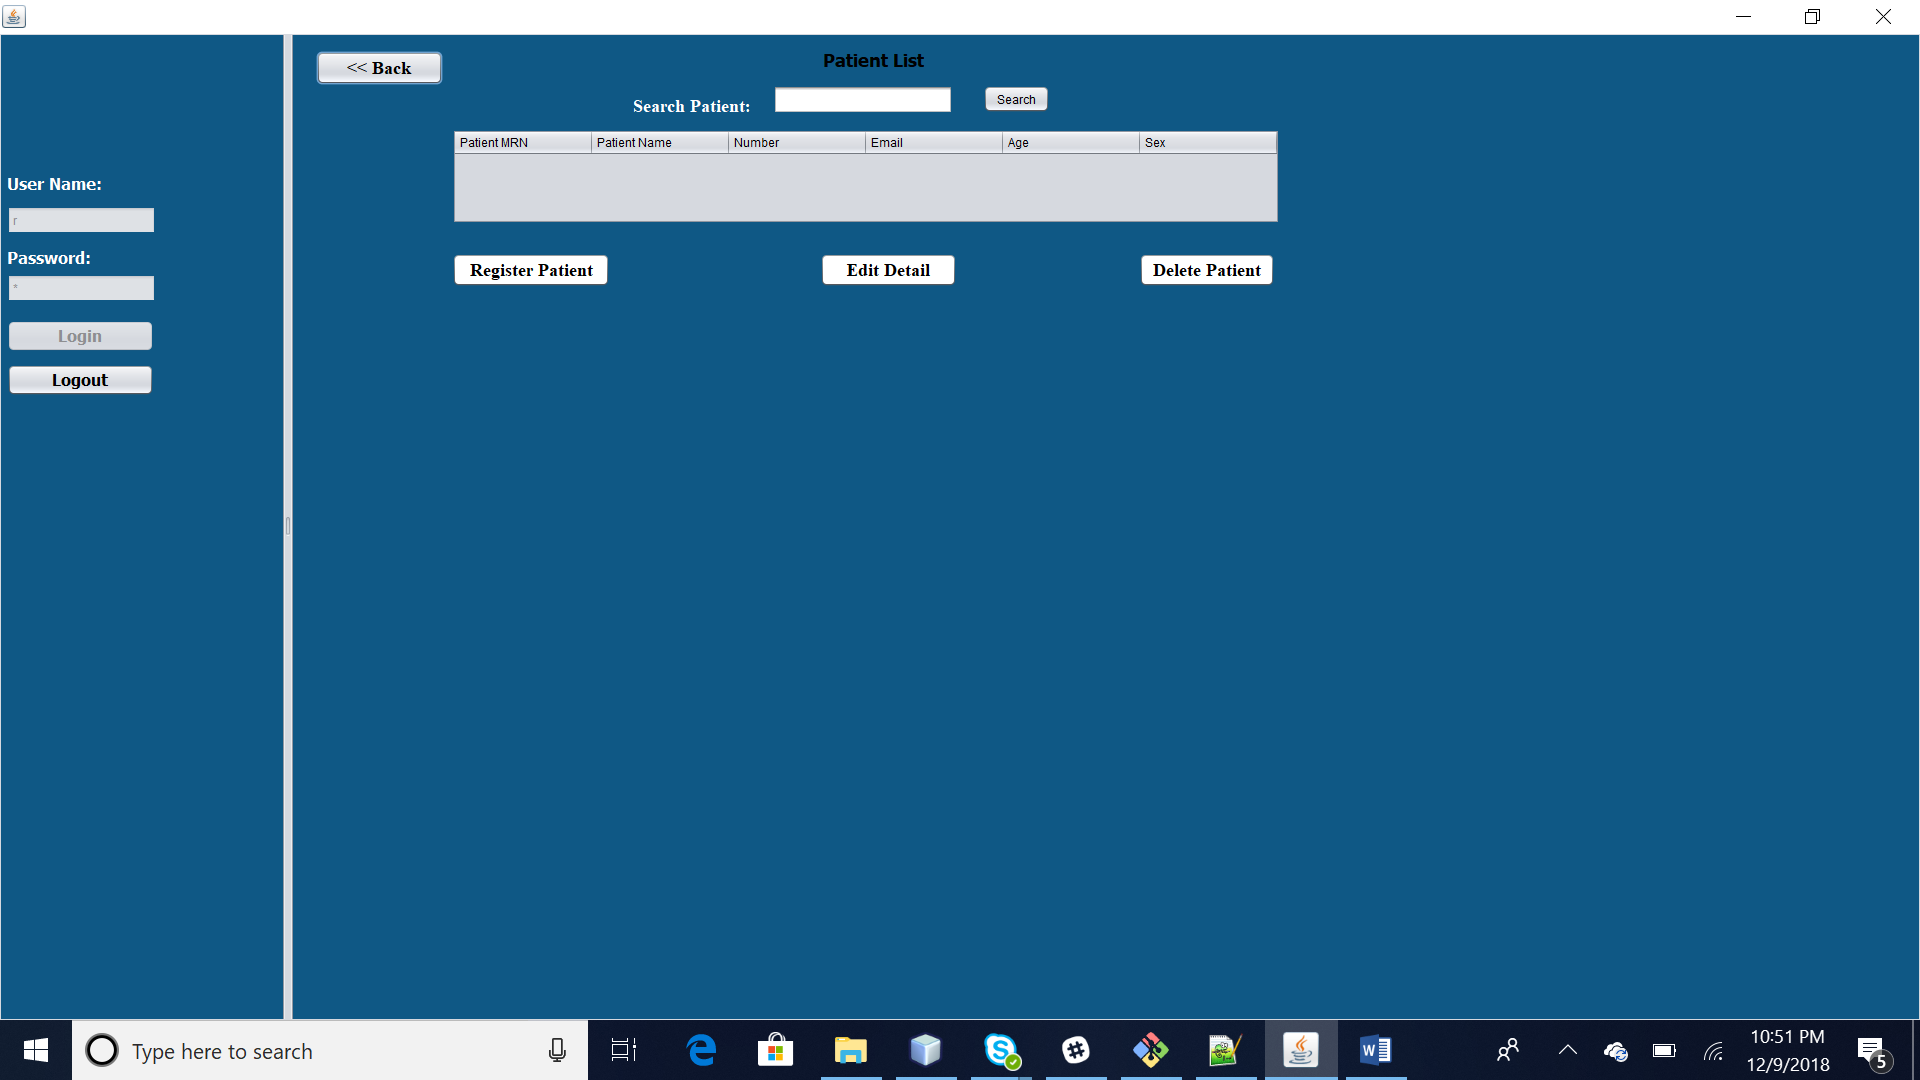 << Back
Patient List
Search Patient:
Search
Patient MRN
Patient Name
Number
Email
Age
Sex
User Name:
r
Password:
*
Login
Logout
Register Patient
Edit Detail
Delete Patient
Type here to search
10:51 PM
12/9/2018
5